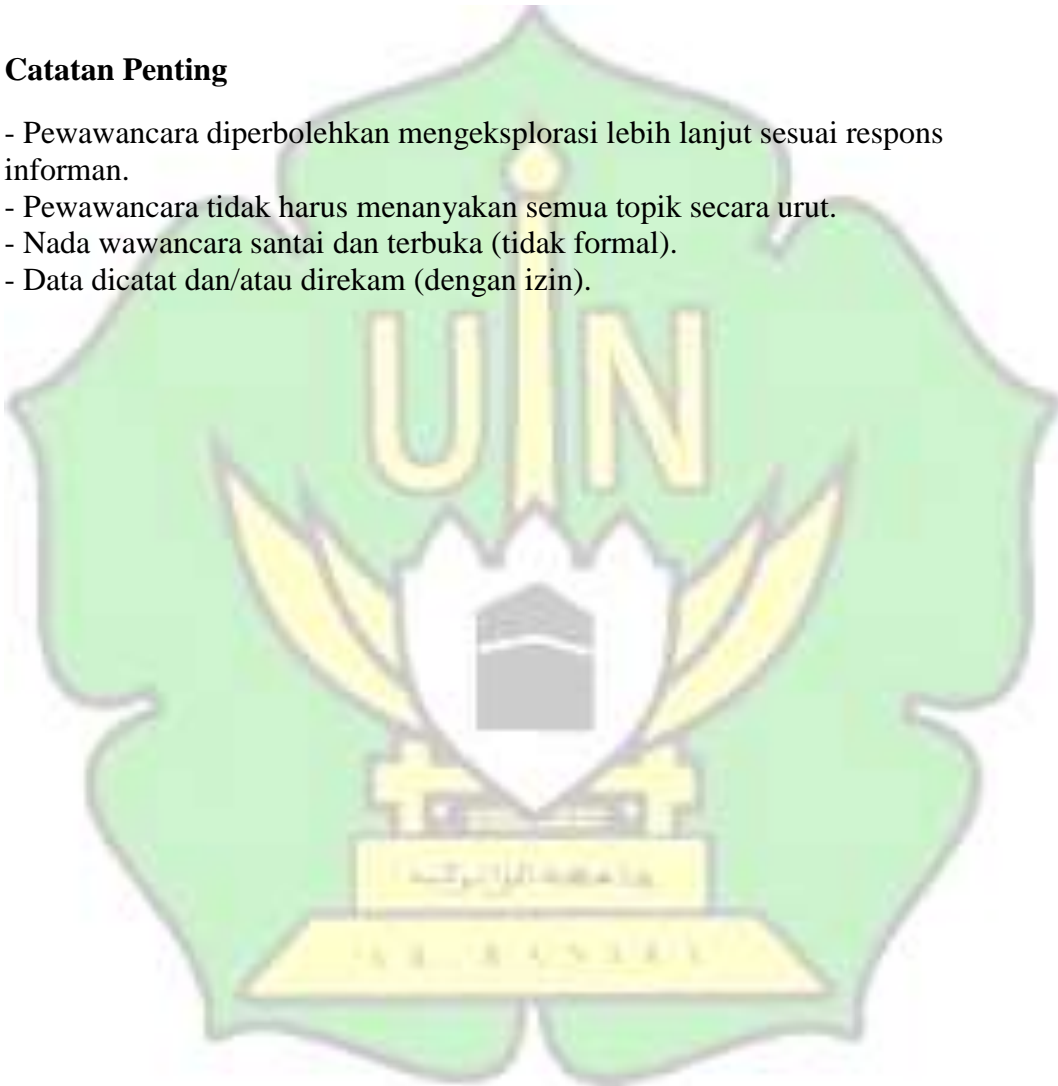 Catatan Penting
- Pewawancara diperbolehkan mengeksplorasi lebih lanjut sesuai respons
informan.
- Pewawancara tidak harus menanyakan semua topik secara urut.
- Nada wawancara santai dan terbuka (tidak formal).
- Data dicatat dan/atau direkam (dengan izin).
UIN